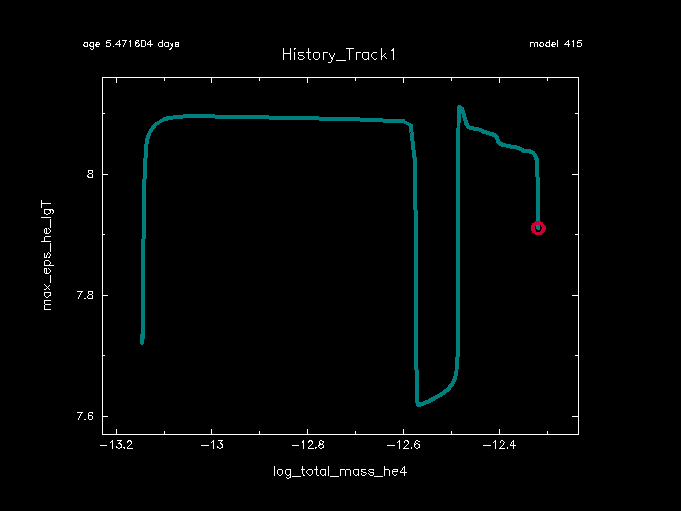 age 5.471604 days
model 415
History_Track1
8
7.8
7.6
max_eps_he_lgT
−13.2
−13
−12.8
−12.6
−12.4
log_total_mass_he4